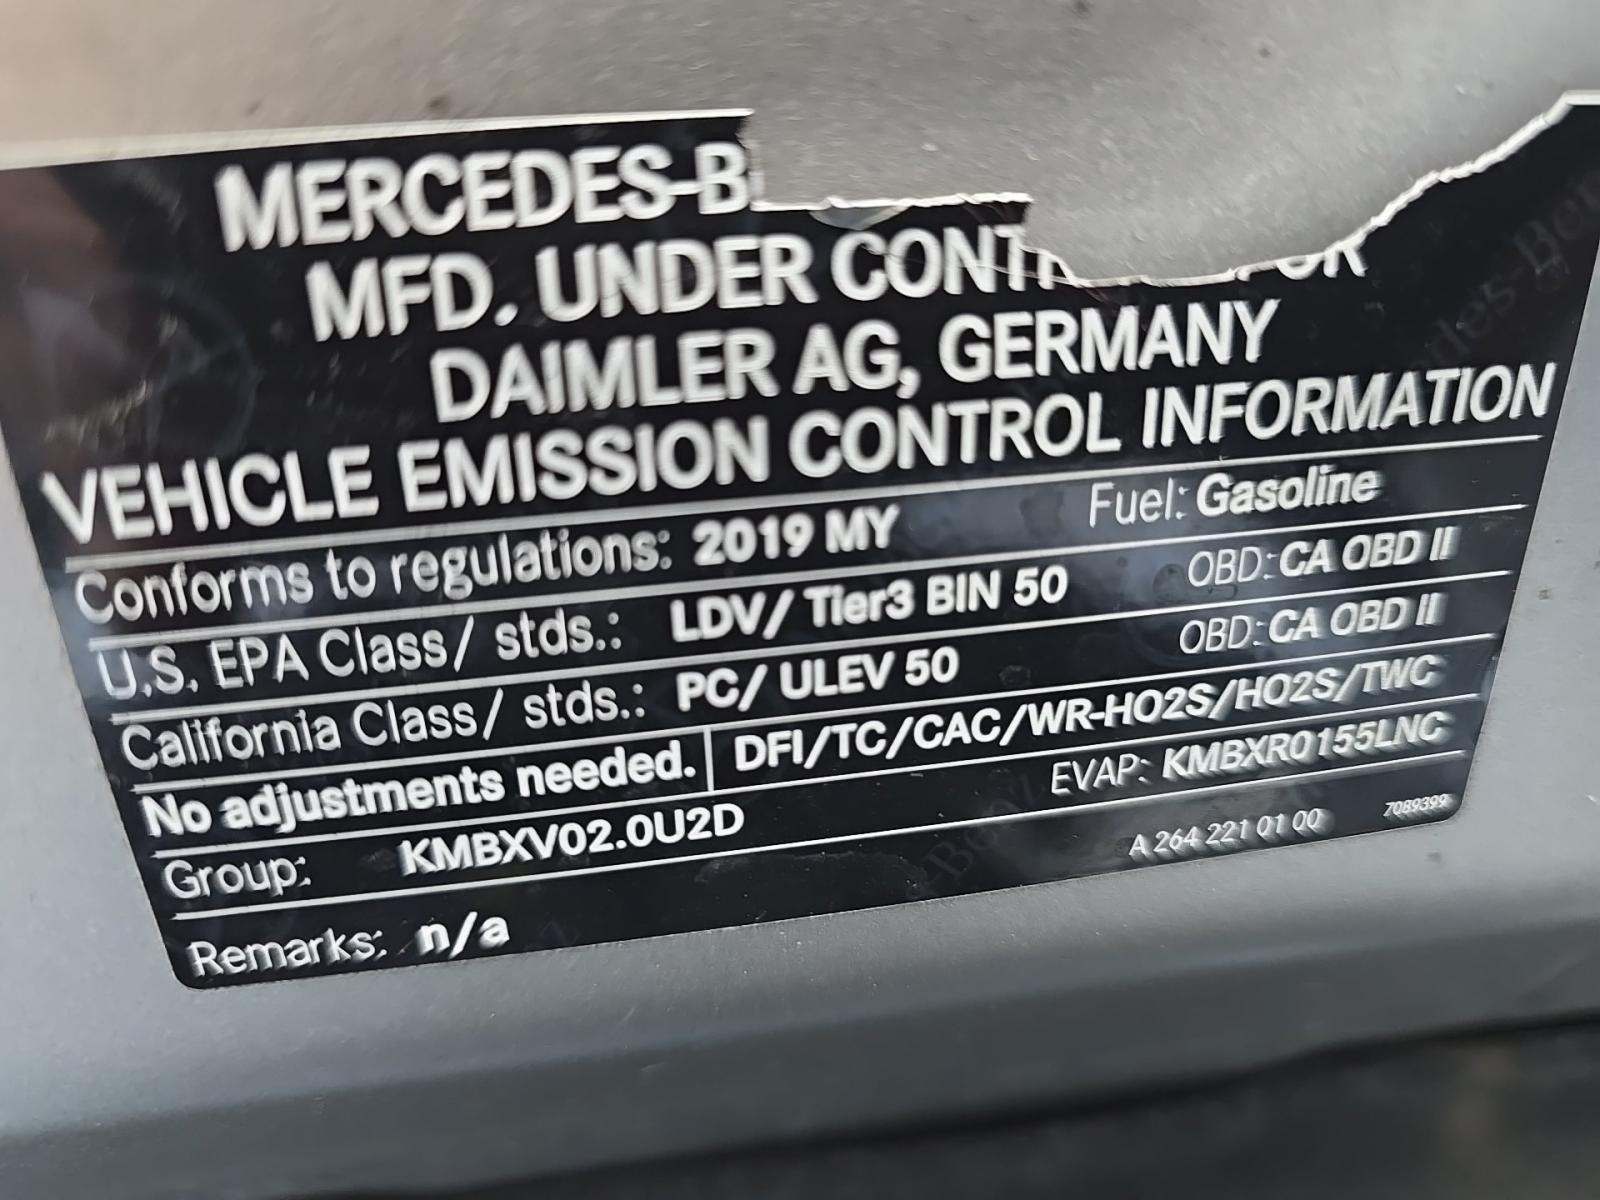 MERCEDES-B
MFD. UNDER CONT
DAIMLER AG, GERMANY
VEHICLE EMISSION CONTROL INFORMATION
Conforms to regulations: 2019 MY Fuel: Gasoline
U.S. EPA Class/ stds.: LDV/ Tier3 BIN 50 OBD: CA OBD II
California Class/ stds.: PC/ ULEV 50 OBD: CA OBD II
No adjustments needed. DFI/TC/CAC/WR-HO2S/HO2S/TWC
Group: KMBXV02.0U2D EVAP: KMBXR0155LNC
Remarks: n/a A 264 221 01 00 7089399